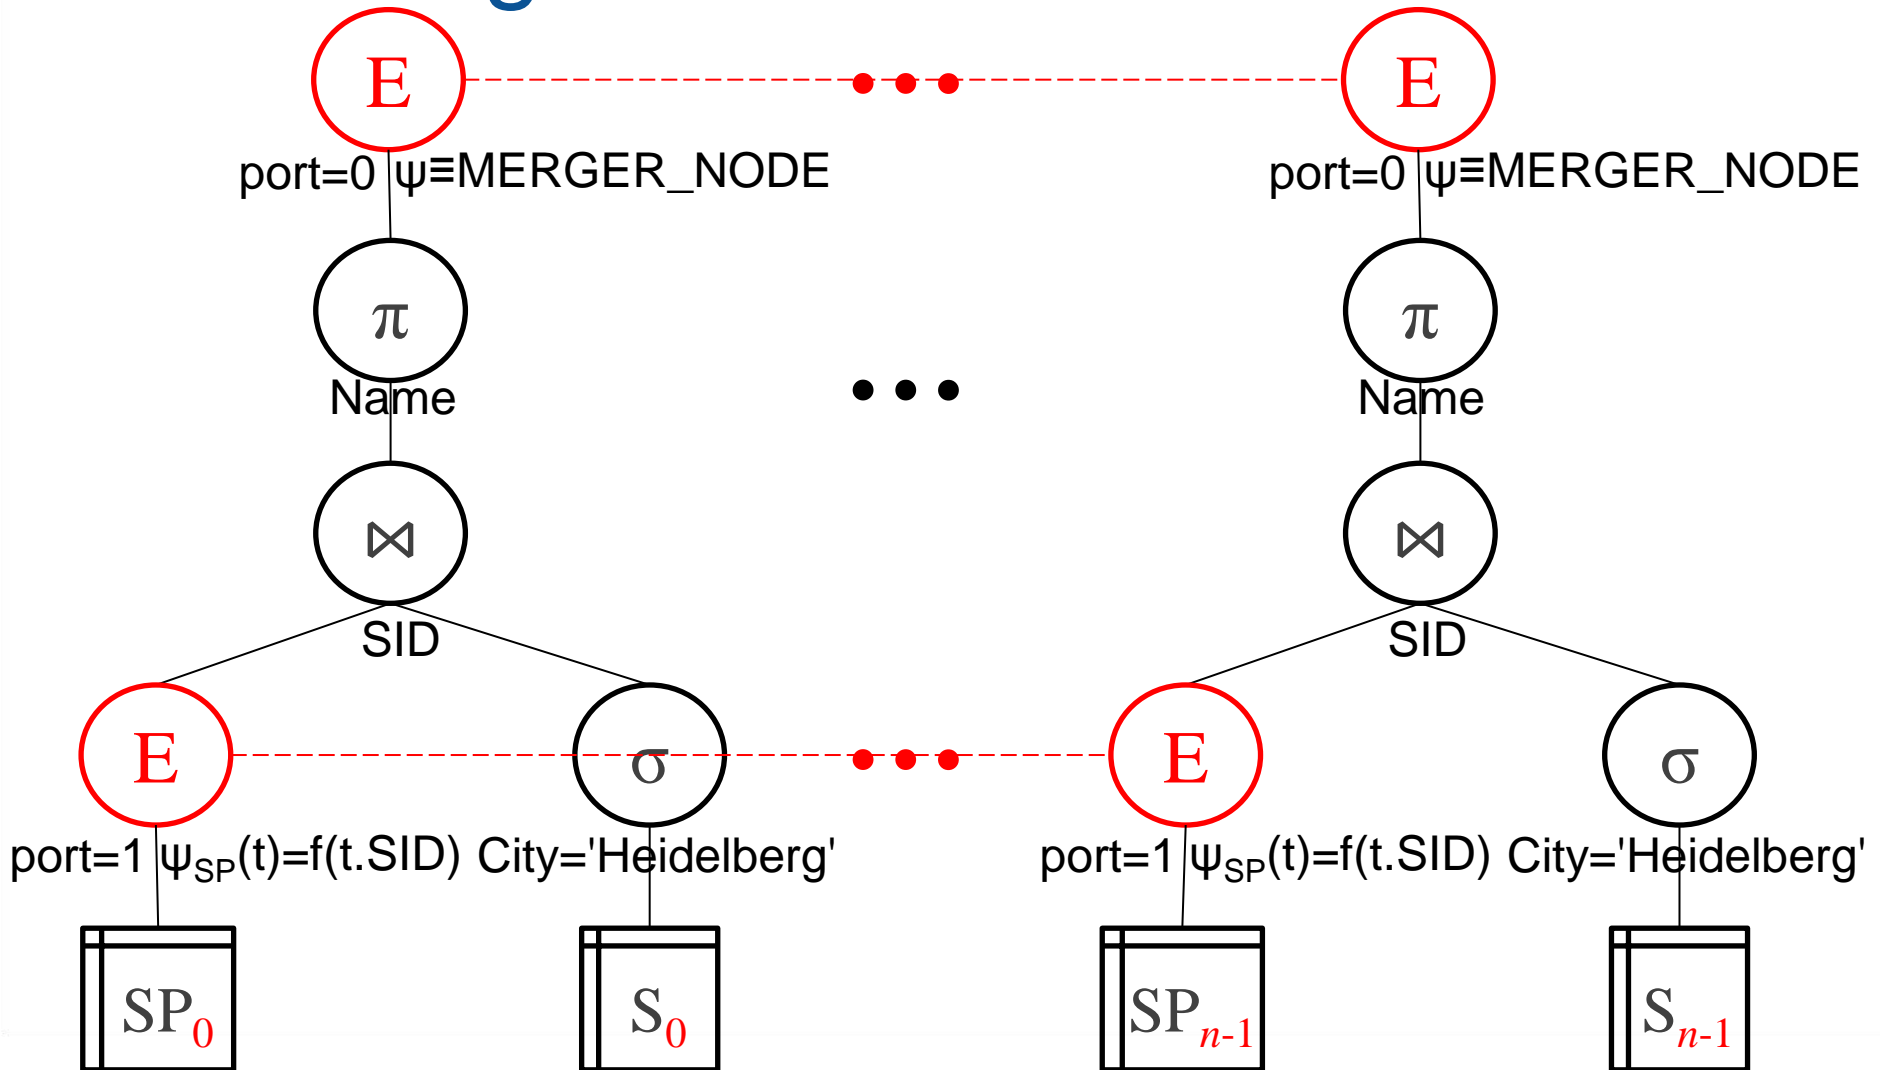 g
E E
port=0 ψ≡MERGER_NODE port=0 ψ≡MERGER_NODE
π π
Name Name
⋈ ⋈
SID SID
E σ E σ
port=1 ψSP(t)=f(t.SID) City='Heidelberg' port=1 ψSP(t)=f(t.SID) City='Heidelberg'
SP0 S0 SPn-1 Sn-1